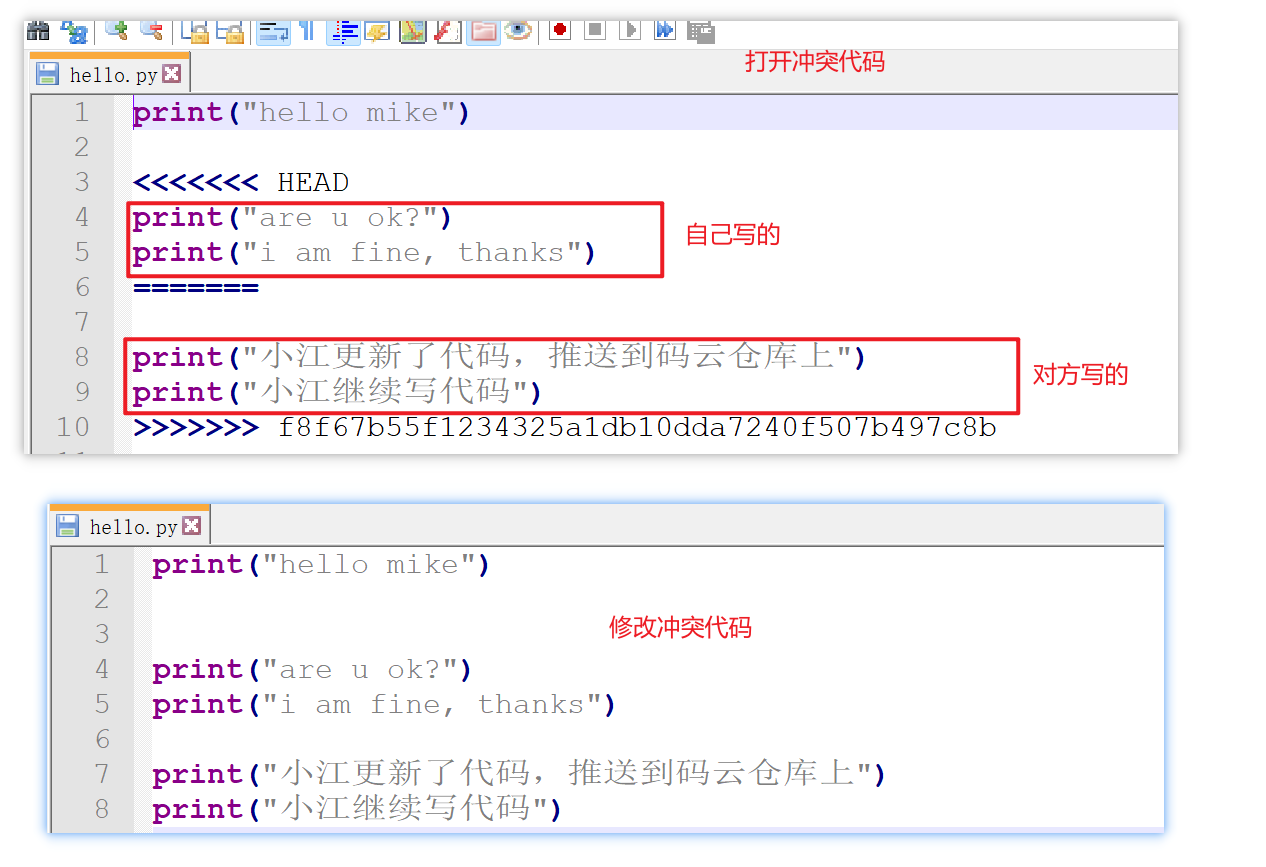 打开冲突代码
hello.py
1 print("hello mike")
2
3 <<<<<<< HEAD
4 print("are u ok?")
自己写的
5 print("i am fine, thanks")
6 =======
7
8 print("小江更新了代码，推送到码云仓库上")
对方写的
9 print("小江继续写代码")
10 >>>>>>> f8f67b55f1234325a1db10dda7240f507b497c8b
hello.py
1 print("hello mike")
2
3
修改冲突代码
4 print("are u ok?")
5 print("i am fine, thanks")
6
7 print("小江更新了代码，推送到码云仓库上")
8 print("小江继续写代码")